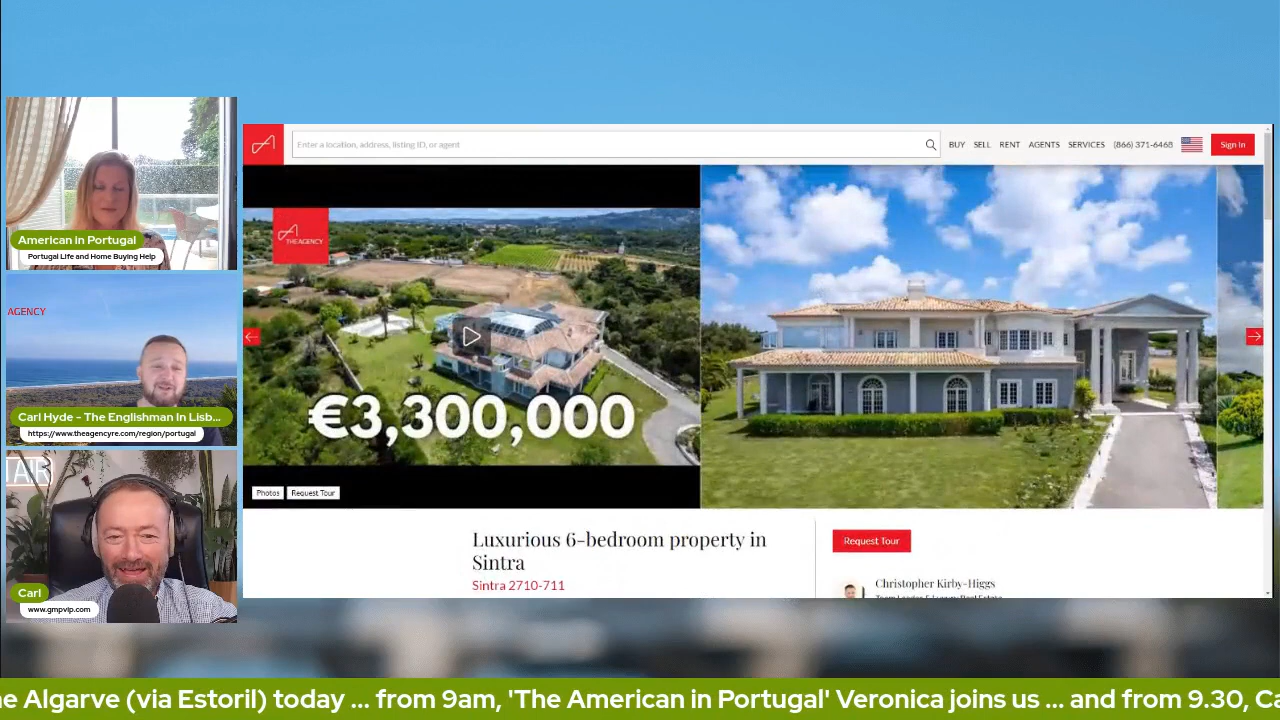 American in Portugal
Portugal Life and Home Buying Help
AGENCY
Carl Hyde - The Englishman In Lisb...
https://www.theagencyre.com/region/portugal
TAR
Carl
www.gmpvip.com
Enter a location, address, listing ID, or agent
BUY SELL RENT AGENTS SERVICES (866) 371-6468
Sign In
THE AGENCY
€3,300,000
Photos
Request Tour
Luxurious 6-bedroom property in
Sintra
Sintra 2710-711
Request Tour
Christopher Kirby-Higgs
e Algarve (via Estoril) today ... from 9am, 'The American in Portugal' Veronica joins us ... and from 9.30, Ca